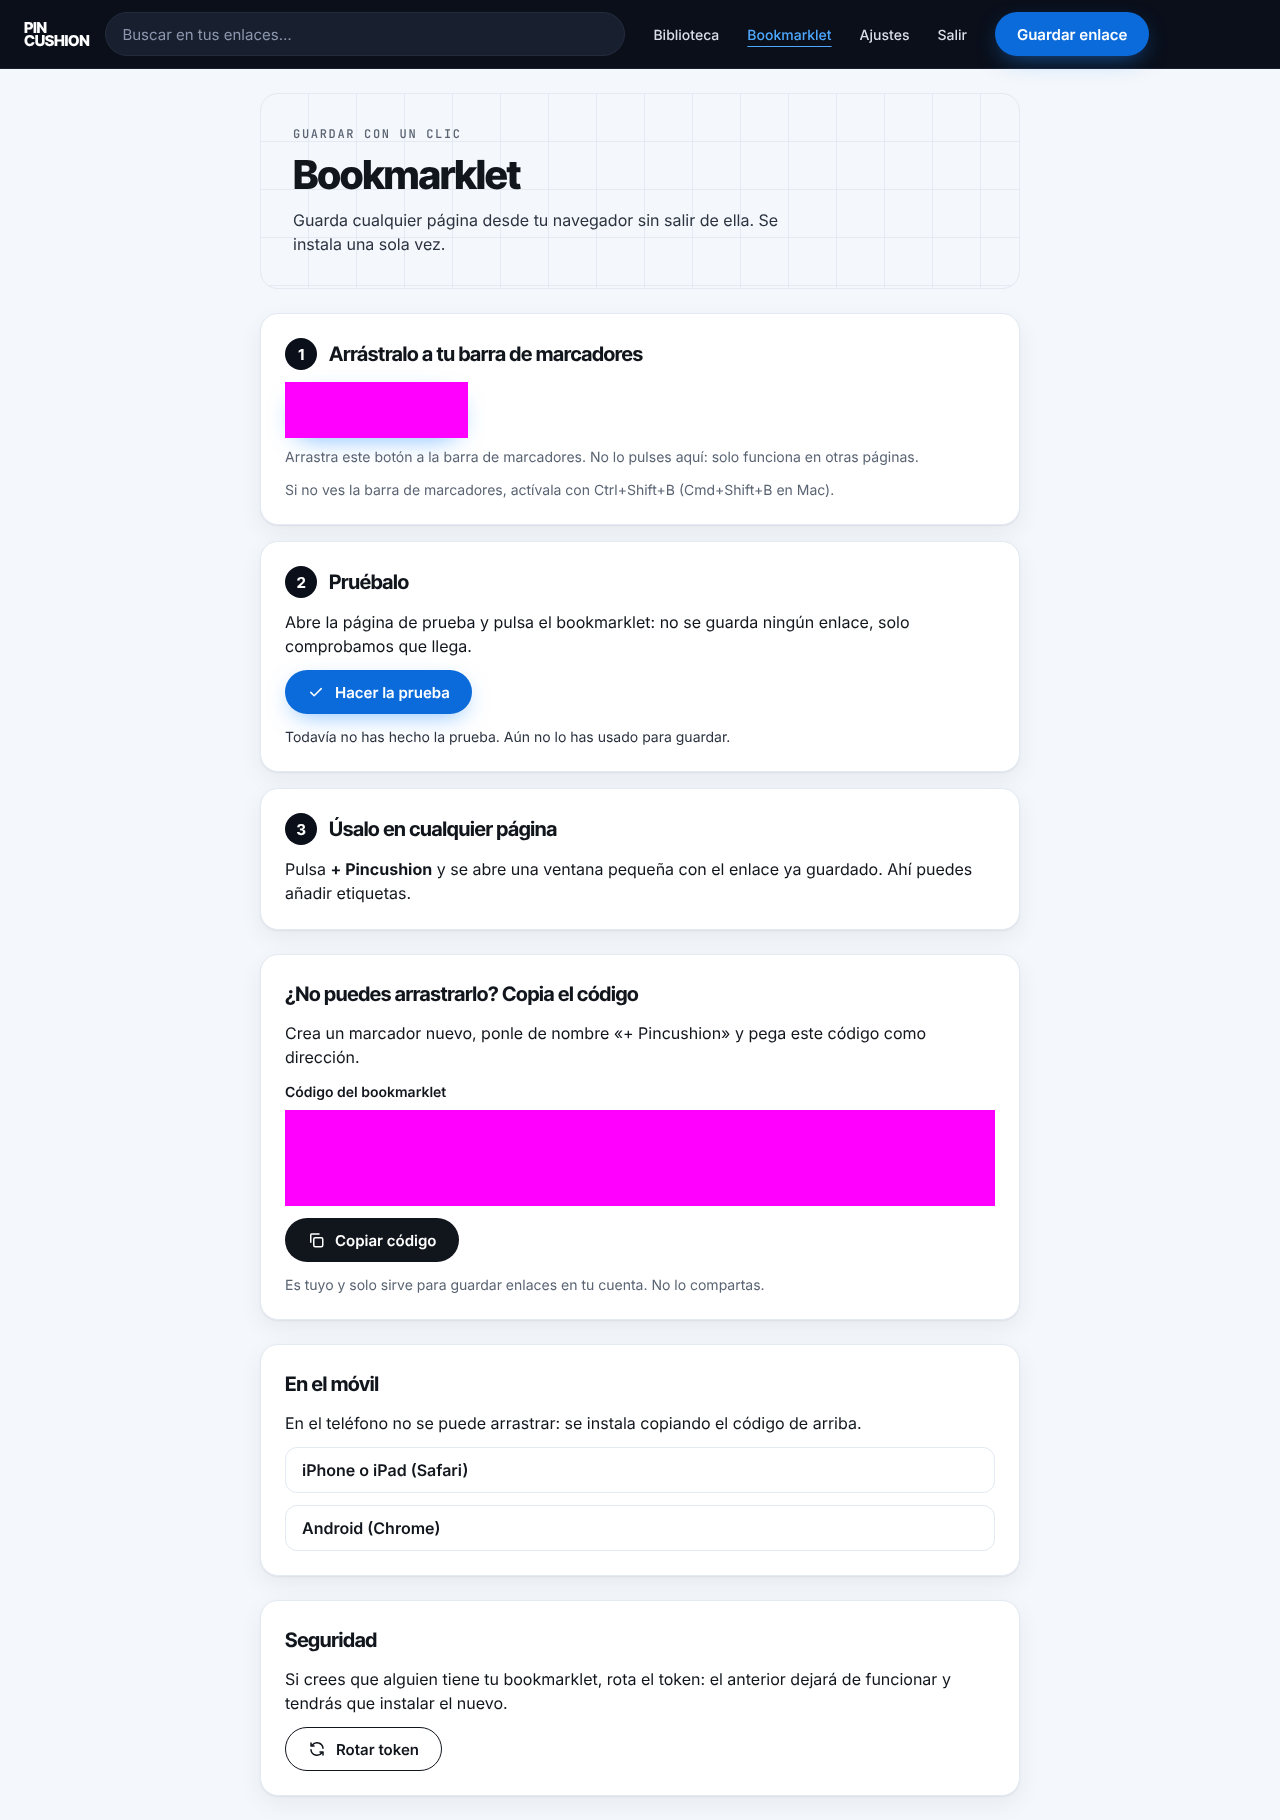 PIN
CUSHION
Buscar en tus enlaces...
Biblioteca
Bookmarklet
Ajustes
Salir
Guardar enlace
GUARDAR CON UN CLIC
Bookmarklet
Guarda cualquier página desde tu navegador sin salir de ella. Se
instala una sola vez.
1
Arrástralo a tu barra de marcadores
Arrastra este botón a la barra de marcadores. No lo pulses aquí: solo funciona en otras páginas.
Si no ves la barra de marcadores, actívala con Ctrl+Shift+B (Cmd+Shift+B en Mac).
2
Pruébalo
Abre la página de prueba y pulsa el bookmarklet: no se guarda ningún enlace, solo
comprobamos que llega.
Hacer la prueba
Todavía no has hecho la prueba. Aún no lo has usado para guardar.
3
Úsalo en cualquier página
Pulsa + Pincushion y se abre una ventana pequeña con el enlace ya guardado. Ahí puedes
añadir etiquetas.
¿No puedes arrastrarlo? Copia el código
Crea un marcador nuevo, ponle de nombre «+ Pincushion» y pega este código como
dirección.
Código del bookmarklet
Copiar código
Es tuyo y solo sirve para guardar enlaces en tu cuenta. No lo compartas.
En el móvil
En el teléfono no se puede arrastrar: se instala copiando el código de arriba.
iPhone o iPad (Safari)
Android (Chrome)
Seguridad
Si crees que alguien tiene tu bookmarklet, rota el token: el anterior dejará de funcionar y
tendrás que instalar el nuevo.
Rotar token